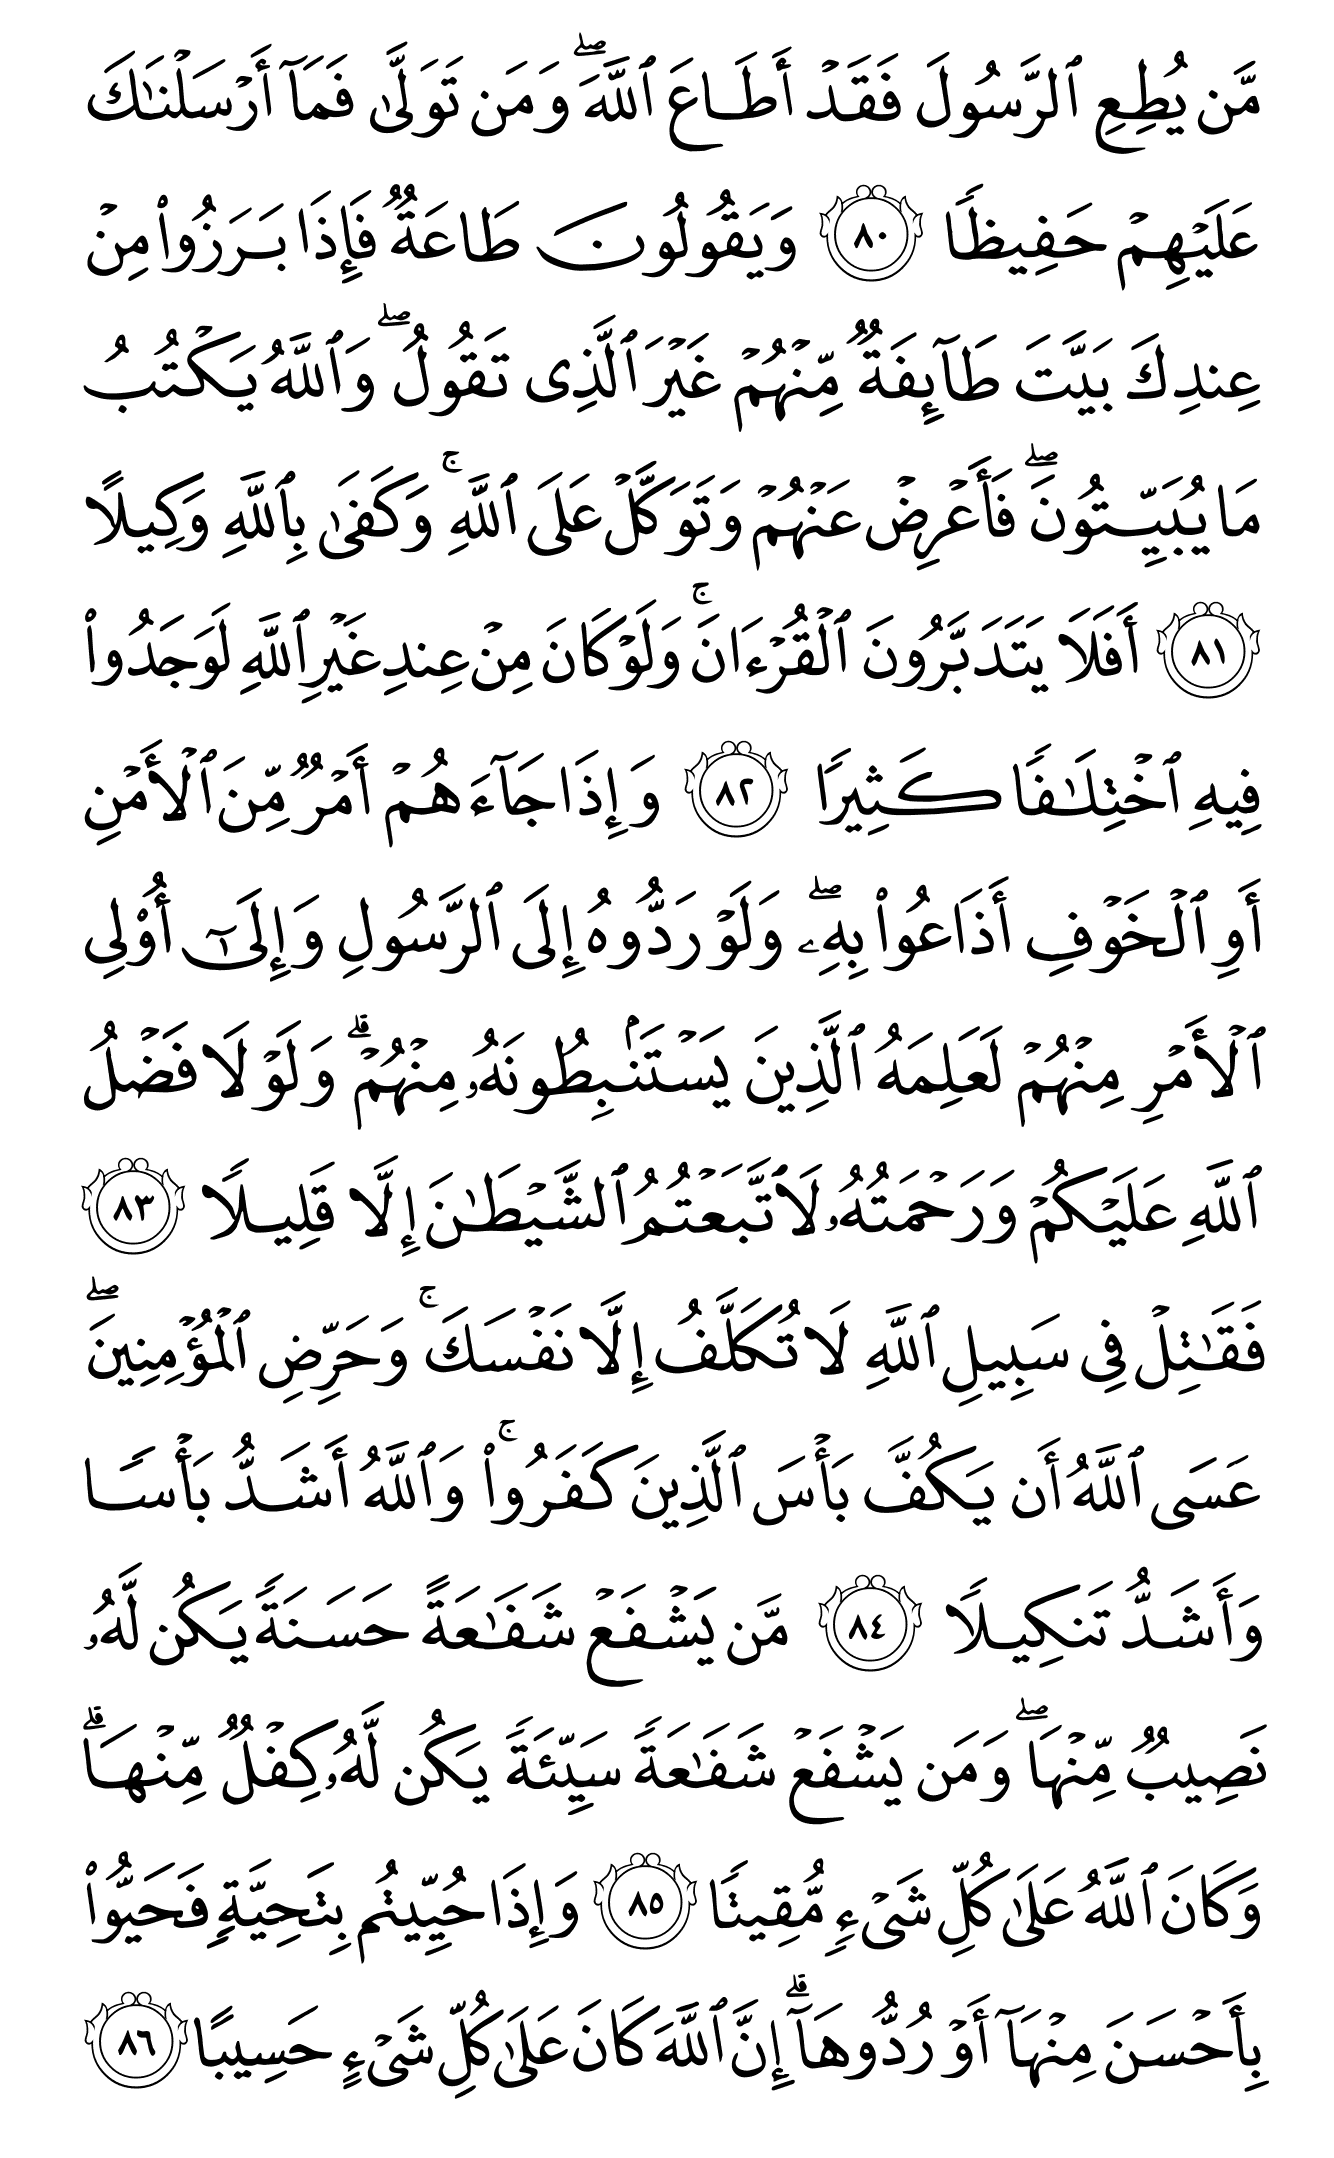 مَّن يُطِعِ ٱلرَّسُولَ فَقَدۡ أَطَاعَ ٱللَّهَۖ وَمَن تَوَلَّىٰ فَمَآ أَرۡسَلۡنَٰكَ
عَلَيۡهِمۡ حَفِيظٗا ٨٠ وَيَقُولُونَ طَاعَةٞ فَإِذَا بَرَزُواْ مِنۡ
عِندِكَ بَيَّتَ طَآئِفَةٞ مِّنۡهُمۡ غَيۡرَ ٱلَّذِى تَقُولُۖ وَٱللَّهُ يَكۡتُبُ
مَا يُبَيِّتُونَۖ فَأَعۡرِضۡ عَنۡهُمۡ وَتَوَكَّلۡ عَلَى ٱللَّهِۚ وَكَفَىٰ بِٱللَّهِ وَكِيلًا
٨١ أَفَلَا يَتَدَبَّرُونَ ٱلۡقُرۡءَانَۚ وَلَوۡ كَانَ مِنۡ عِندِ غَيۡرِ ٱللَّهِ لَوَجَدُواْ
فِيهِ ٱخۡتِلَٰفٗا كَثِيرٗا ٨٢ وَإِذَا جَآءَهُمۡ أَمۡرٞ مِّنَ ٱلۡأَمۡنِ
أَوِ ٱلۡخَوۡفِ أَذَاعُواْ بِهِۦۖ وَلَوۡ رَدُّوهُ إِلَى ٱلرَّسُولِ وَإِلَىٰٓ أُوْلِى
ٱلۡأَمۡرِ مِنۡهُمۡ لَعَلِمَهُ ٱلَّذِينَ يَسۡتَنۢبِطُونَهُۥ مِنۡهُمۡۗ وَلَوۡلَا فَضۡلُ
ٱللَّهِ عَلَيۡكُمۡ وَرَحۡمَتُهُۥ لَٱتَّبَعۡتُمُ ٱلشَّيۡطَٰنَ إِلَّا قَلِيلٗا ٨٣
فَقَٰتِلۡ فِى سَبِيلِ ٱللَّهِ لَا تُكَلَّفُ إِلَّا نَفۡسَكَۚ وَحَرِّضِ ٱلۡمُؤۡمِنِينَۖ
عَسَى ٱللَّهُ أَن يَكُفَّ بَأۡسَ ٱلَّذِينَ كَفَرُواْۚ وَٱللَّهُ أَشَدُّ بَأۡسٗا
وَأَشَدُّ تَنكِيلٗا ٨٤ مَّن يَشۡفَعۡ شَفَٰعَةً حَسَنَةٗ يَكُن لَّهُۥ
نَصِيبٞ مِّنۡهَاۖ وَمَن يَشۡفَعۡ شَفَٰعَةٗ سَيِّئَةٗ يَكُن لَّهُۥ كِفۡلٞ مِّنۡهَاۗ
وَكَانَ ٱللَّهُ عَلَىٰ كُلِّ شَىۡءٖ مُّقِيتٗا ٨٥ وَإِذَا حُيِّيتُم بِتَحِيَّةٖ فَحَيُّواْ
بِأَحۡسَنَ مِنۡهَآ أَوۡ رُدُّوهَآۗ إِنَّ ٱللَّهَ كَانَ عَلَىٰ كُلِّ شَىۡءٍ حَسِيبًا ٨٦